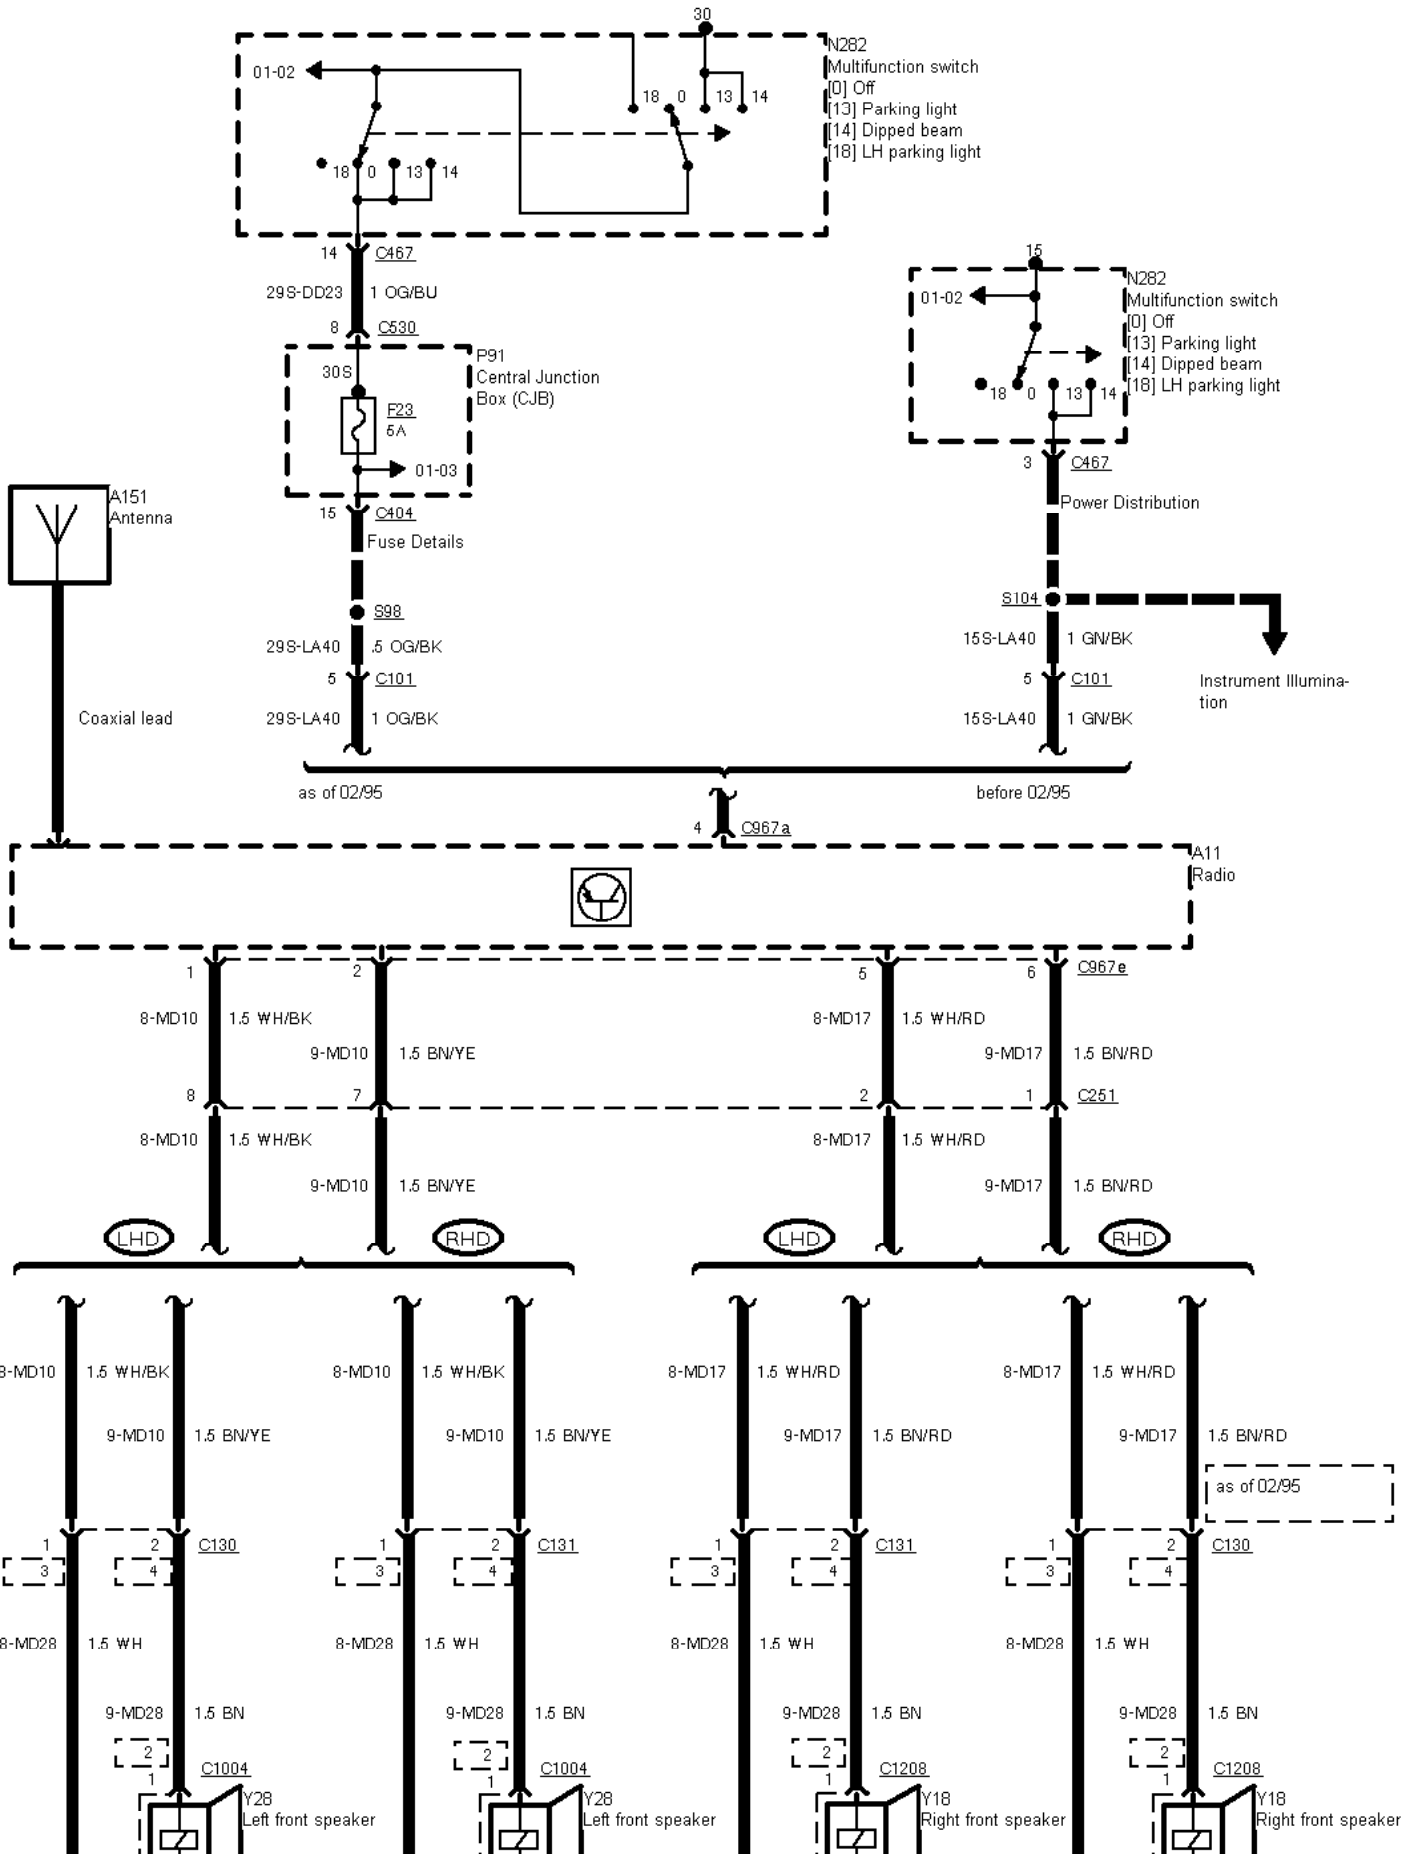 30
N282
Multifunction switch
[0] Off
[13] Parking light
[14] Dipped beam
[18] LH parking light
01-02
18 0 13 14
18 0 13 14
14 C467
29S-DD23 1 OG/BU
8 C530
30S
F23
5A
01-03
P91
Central Junction
Box (CJB)
15 C404
Fuse Details
S98
29S-LA40 .5 OG/BK
5 C101
29S-LA40 1 OG/BK
as of 02/95
15
N282
Multifunction switch
[0] Off
[13] Parking light
[14] Dipped beam
[18] LH parking light
01-02
18 0 13 14
3 C467
Power Distribution
S104
15S-LA40 1 GN/BK
5 C101
15S-LA40 1 GN/BK
Instrument Illumina-
tion
before 02/95
A151
Antenna
Coaxial lead
4 C967a
A11
Radio
1 2 5 6 C967e
8-MD10 1.5 WH/BK 8-MD17 1.5 WH/RD
9-MD10 1.5 BN/YE 9-MD17 1.5 BN/RD
8 7 2 1 C251
8-MD10 1.5 WH/BK 8-MD17 1.5 WH/RD
9-MD10 1.5 BN/YE 9-MD17 1.5 BN/RD
LHD RHD LHD RHD
8-MD10 1.5 WH/BK 8-MD10 1.5 WH/BK 8-MD17 1.5 WH/RD 8-MD17 1.5 WH/RD
9-MD10 1.5 BN/YE 9-MD10 1.5 BN/YE 9-MD17 1.5 BN/RD 9-MD17 1.5 BN/RD
as of 02/95
1 2 C130 1 2 C131 1 2 C131 1 2 C130
3 4 3 4 3 4 3 4
8-MD28 1.5 WH 8-MD28 1.5 WH 8-MD28 1.5 WH 8-MD28 1.5 WH
9-MD28 1.5 BN 9-MD28 1.5 BN 9-MD28 1.5 BN 9-MD28 1.5 BN
2 2 2 2
1 C1004 1 C1004 1 C1208 1 C1208
Y28 Y28 Y18 Y18
Left front speaker Left front speaker Right front speaker Right front speaker